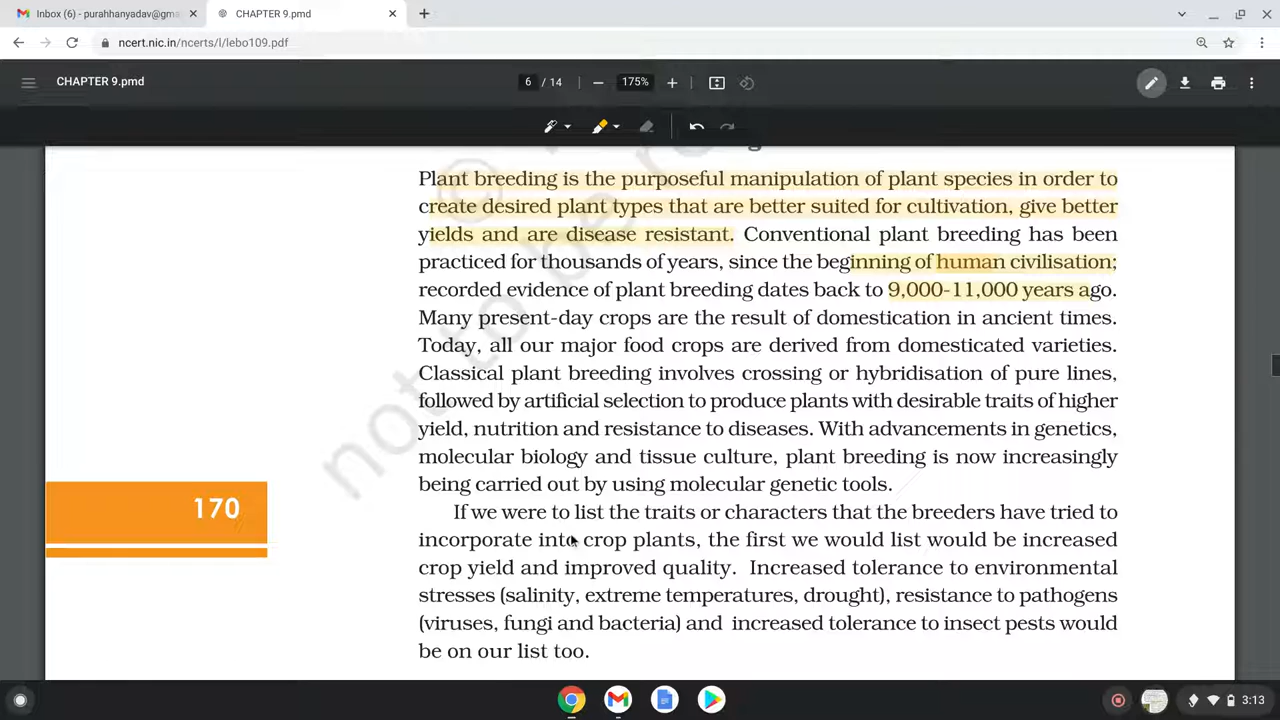 Inbox (6) - purahhanyadav@gma
CHAPTER 9.pmd
ncert.nic.in/ncerts/l/lebo109.pdf
CHAPTER 9.pmd
6 / 14
175%
Plant breeding is the purposeful manipulation of plant species in order to
create desired plant types that are better suited for cultivation, give better
yields and are disease resistant. Conventional plant breeding has been
practiced for thousands of years, since the beginning of human civilisation;
recorded evidence of plant breeding dates back to 9,000-11,000 years ago.
Many present-day crops are the result of domestication in ancient times.
Today, all our major food crops are derived from domesticated varieties.
Classical plant breeding involves crossing or hybridisation of pure lines,
followed by artificial selection to produce plants with desirable traits of higher
yield, nutrition and resistance to diseases. With advancements in genetics,
molecular biology and tissue culture, plant breeding is now increasingly
being carried out by using molecular genetic tools.
170
If we were to list the traits or characters that the breeders have tried to
incorporate into crop plants, the first we would list would be increased
crop yield and improved quality. Increased tolerance to environmental
stresses (salinity, extreme temperatures, drought), resistance to pathogens
(viruses, fungi and bacteria) and increased tolerance to insect pests would
be on our list too.
not to be re
3:13